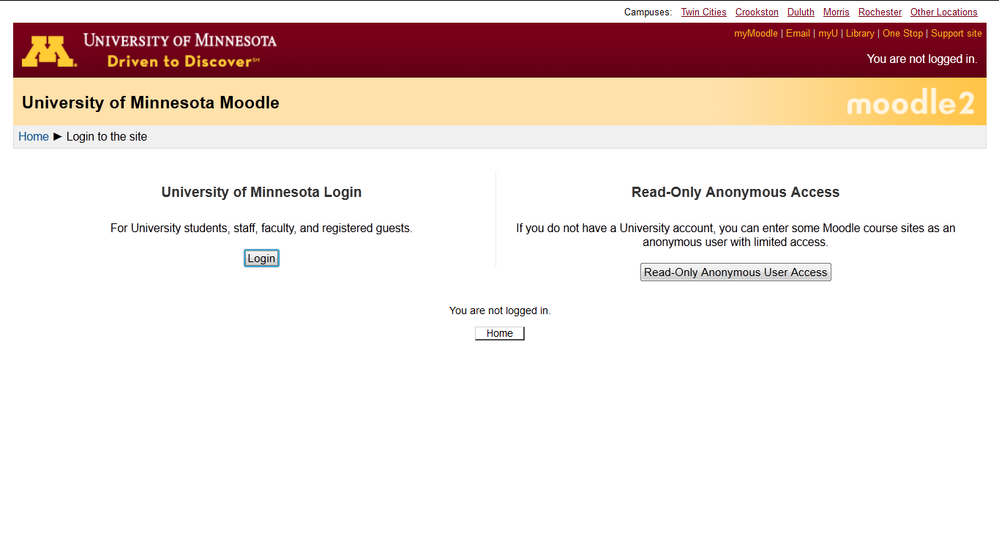 Campuses: Twin Cities Crookston Duluth Morris Rochester Other Locations
M
UNIVERSITY OF MINNESOTA
Driven to Discover℠
myMoodle | Email | myU | Library | One Stop | Support site
You are not logged in.
University of Minnesota Moodle
moodle2
Home ► Login to the site
University of Minnesota Login
For University students, staff, faculty, and registered guests.
Login
Read-Only Anonymous Access
If you do not have a University account, you can enter some Moodle course sites as an
anonymous user with limited access.
Read-Only Anonymous User Access
You are not logged in.
Home